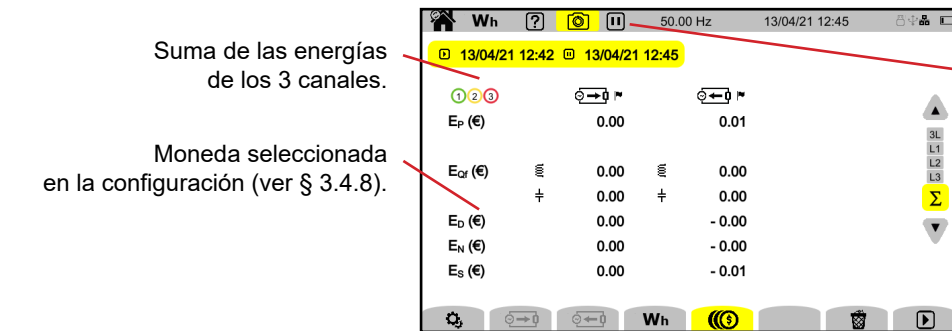 Wh ? 50.00 Hz 13/04/21 12:45
13/04/21 12:42 13/04/21 12:45
Suma de las energías
de los 3 canales.
1 2 3
EP (€) 0.00 0.01
Moneda seleccionada
en la configuración (ver § 3.4.8).
EQf (€) 0.00 0.00
0.00 0.00
ED (€) 0.00 - 0.00
EN (€) 0.00 - 0.00
ES (€) 0.00 - 0.01
3L
L1
L2
L3
Σ
Wh $